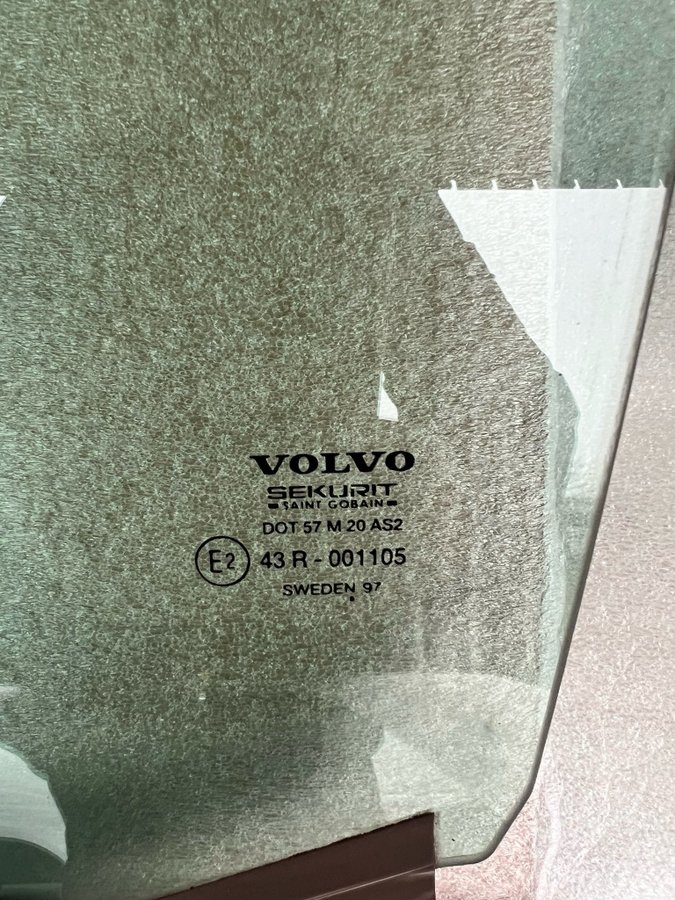 VOLVO
SEKURIT
SAINT GOBAIN
DOT 57 M 20 AS2
E2 43 R - 001105
SWEDEN 97